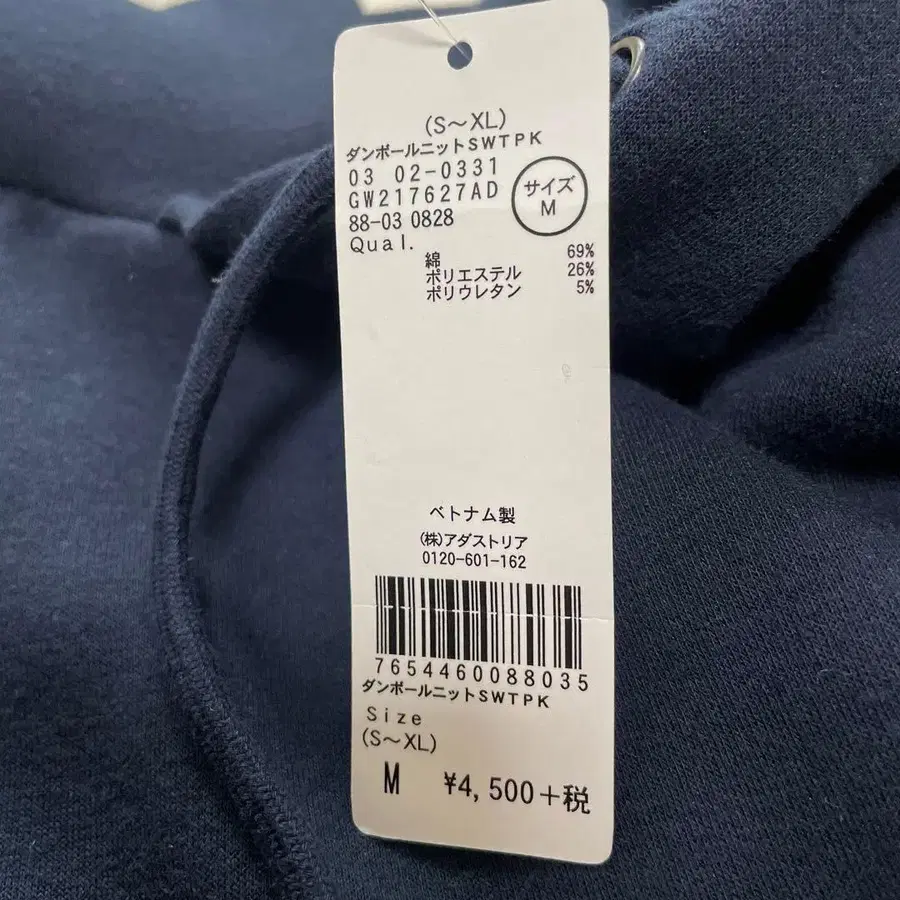 (S～XL)
ダンボールニットSWTPK
03 02-0331
GW217627AD
サイズ
M
88-03 0828
Qual.
綿 69%
ポリエステル 26%
ポリウレタン 5%
ベトナム製
(株)アダストリア
0120-601-162
7654460088035
ダンボールニットSWTPK
Size
(S～XL)
M ¥4,500+税